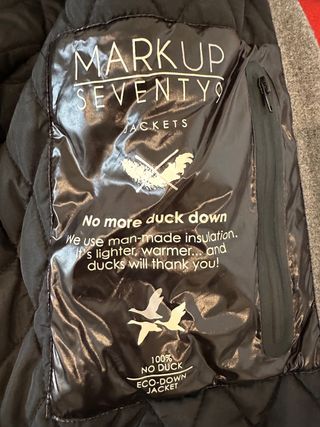 MARKUP
SEVENTY9
JACKETS
No more duck down
We use man-made insulation.
It's lighter, warmer... and
ducks will thank you!
100%
NO DUCK
ECO-DOWN
JACKET